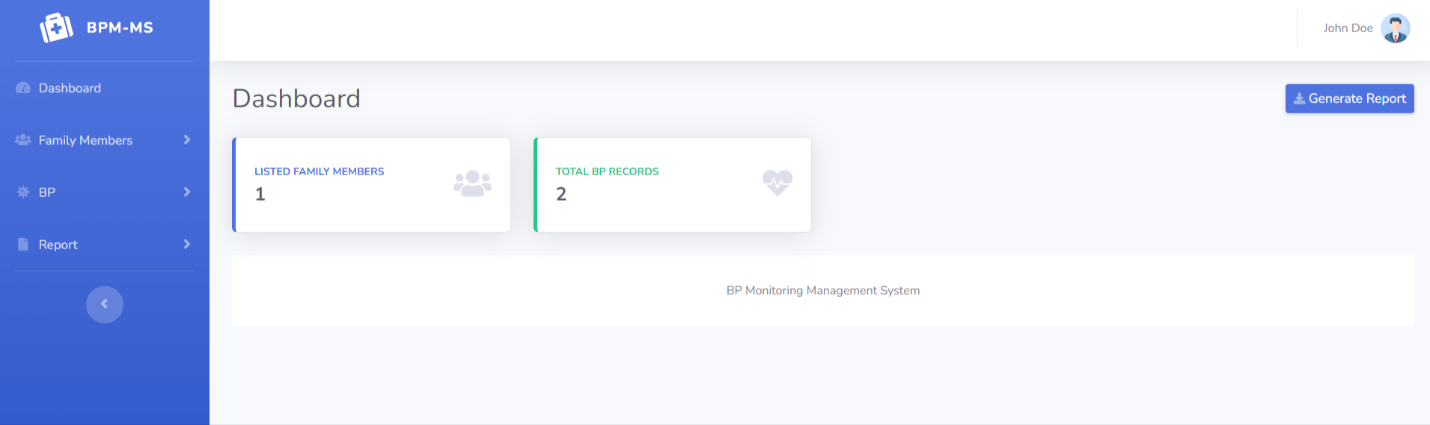 BPM-MS
John Doe
Dashboard
Family Members
BP
Report
Dashboard
Generate Report
LISTED FAMILY MEMBERS
1
TOTAL BP RECORDS
2
BP Monitoring Management System